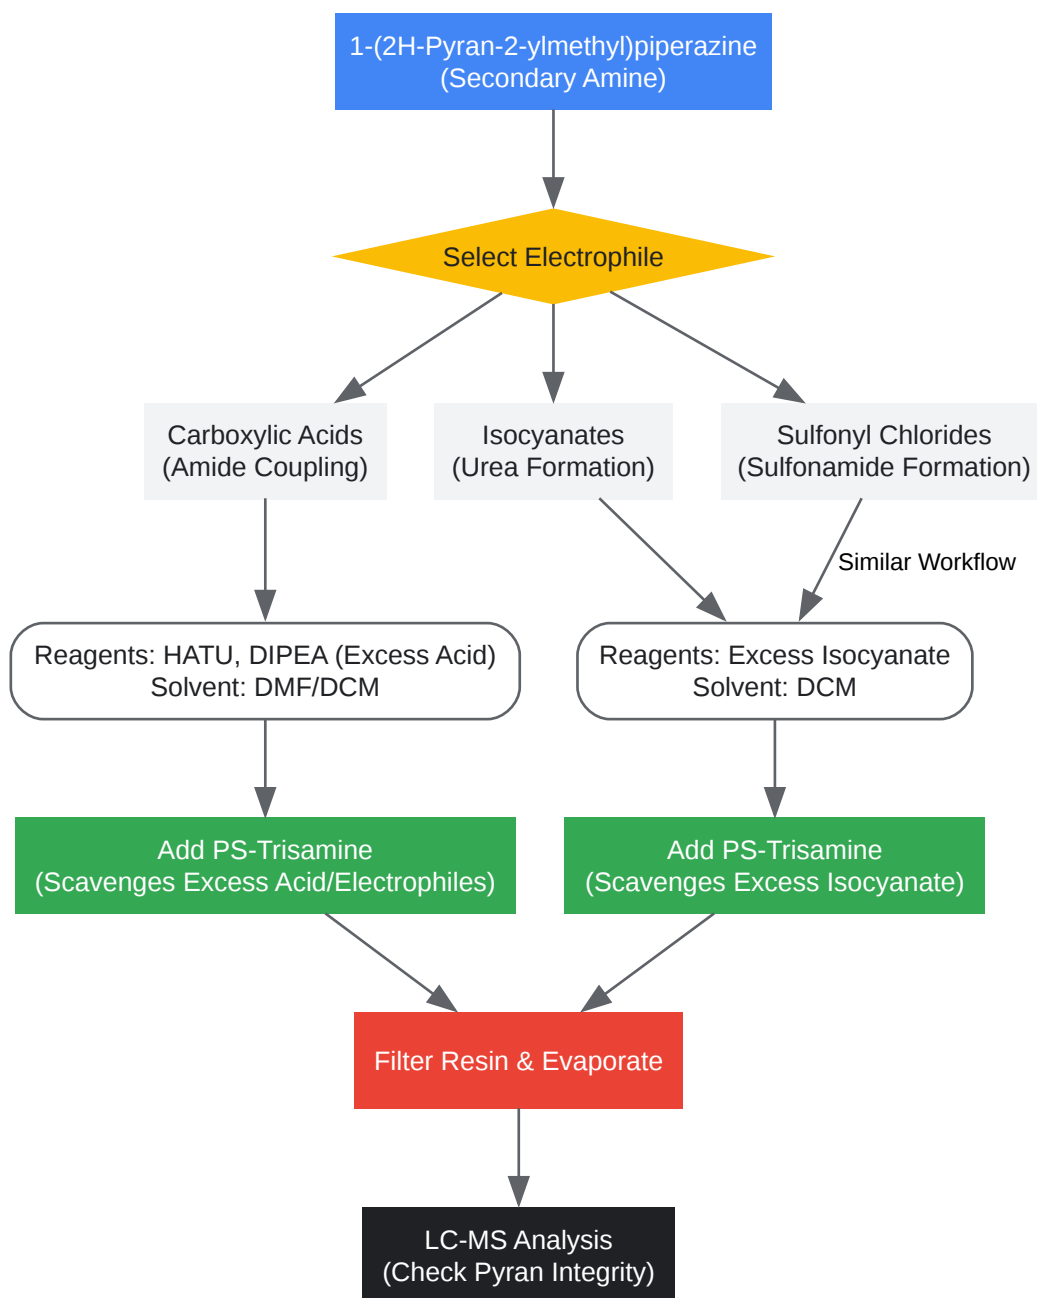 1-(2H-Pyran-2-ylmethyl)piperazine
(Secondary Amine)
Select Electrophile
Carboxylic Acids
(Amide Coupling)
Isocyanates
(Urea Formation)
Sulfonyl Chlorides
(Sulfonamide Formation)
Similar Workflow
Reagents: HATU, DIPEA (Excess Acid)
Solvent: DMF/DCM
Reagents: Excess Isocyanate
Solvent: DCM
Add PS-Trisamine
(Scavenges Excess Acid/Electrophiles)
Add PS-Trisamine
(Scavenges Excess Isocyanate)
Filter Resin & Evaporate
LC-MS Analysis
(Check Pyran Integrity)